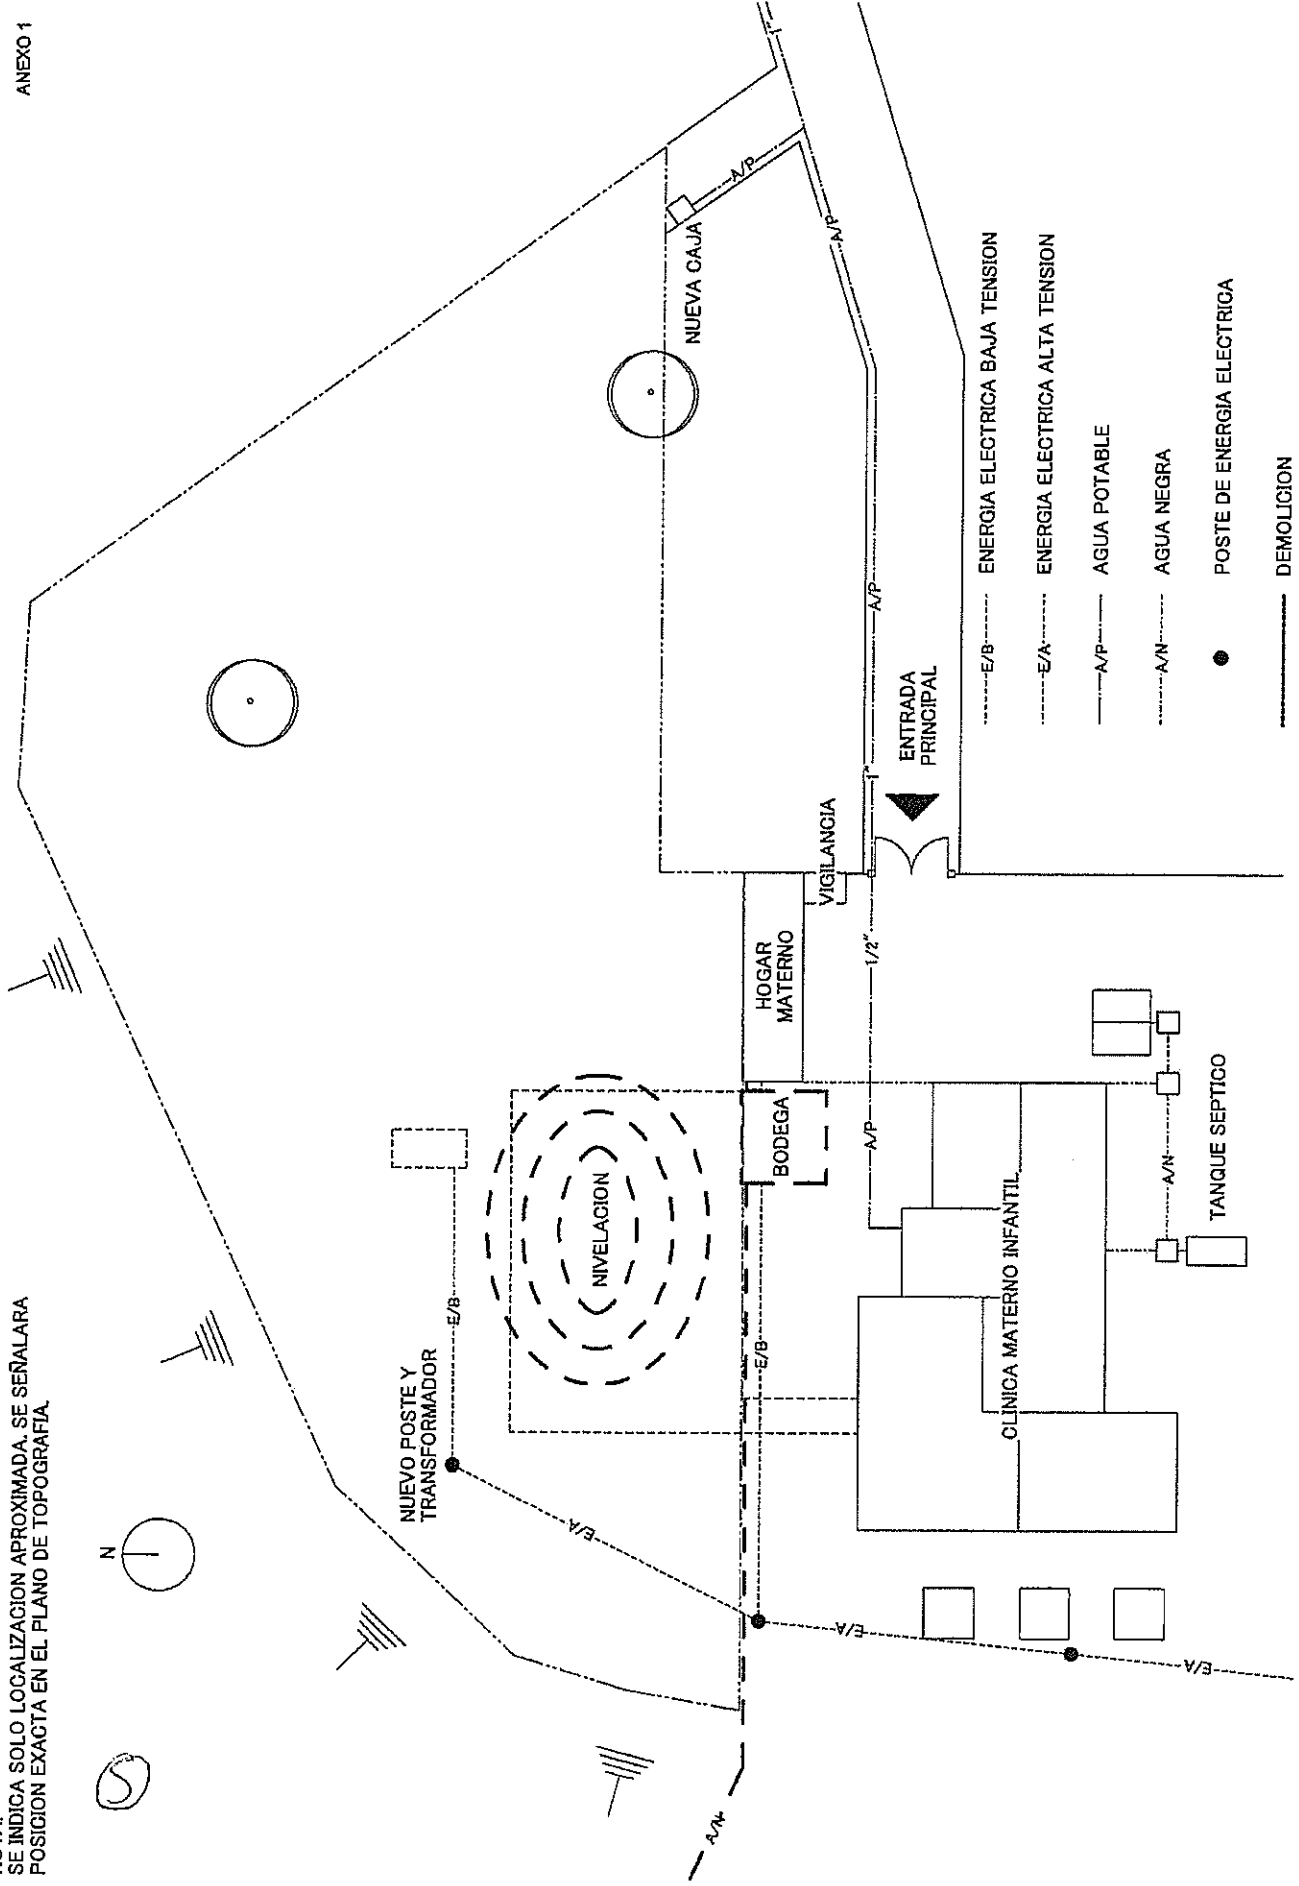 ANEXO 1
SE INDICA SOLO LOCALIZACION APROXIMADA. SE SEÑALARA
POSICION EXACTA EN EL PLANO DE TOPOGRAFIA.
N
NUEVO POSTE Y
TRANSFORMADOR
E/B
E/A
NIVELACION
NUEVA CAJA
A/P
1"
A/P
A/P
1"
ENTRADA
PRINCIPAL
VIGILANCIA
HOGAR
MATERNO
1/2"
BODEGA
A/P
E/B
A/N
E/A
E/A
CLINICA MATERNO INFANTIL
A/N
TANQUE SEPTICO
E/B ENERGIA ELECTRICA BAJA TENSION
E/A ENERGIA ELECTRICA ALTA TENSION
A/P AGUA POTABLE
A/N AGUA NEGRA
POSTE DE ENERGIA ELECTRICA
DEMOLICION